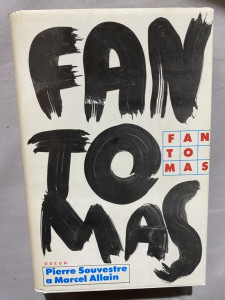 FAN
TO
MAS
FAN
TO
MAS
ODEON
Pierre Souvestre
a Marcel Allain